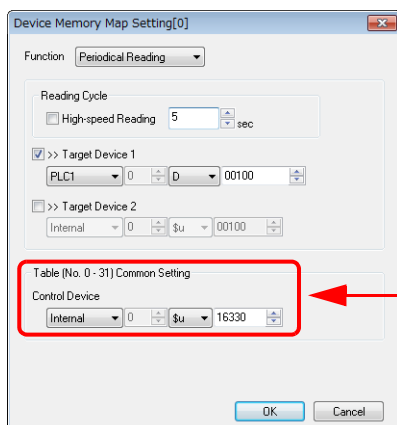 Device Memory Map Setting[0]
Function Periodical Reading
Reading Cycle
High-speed Reading 5 sec
>> Target Device 1
PLC1 0 D 00100
>> Target Device 2
Internal 0 $u 00100
Table (No. 0 - 31) Common Setting
Control Device
Internal 0 $u 16330
OK Cancel